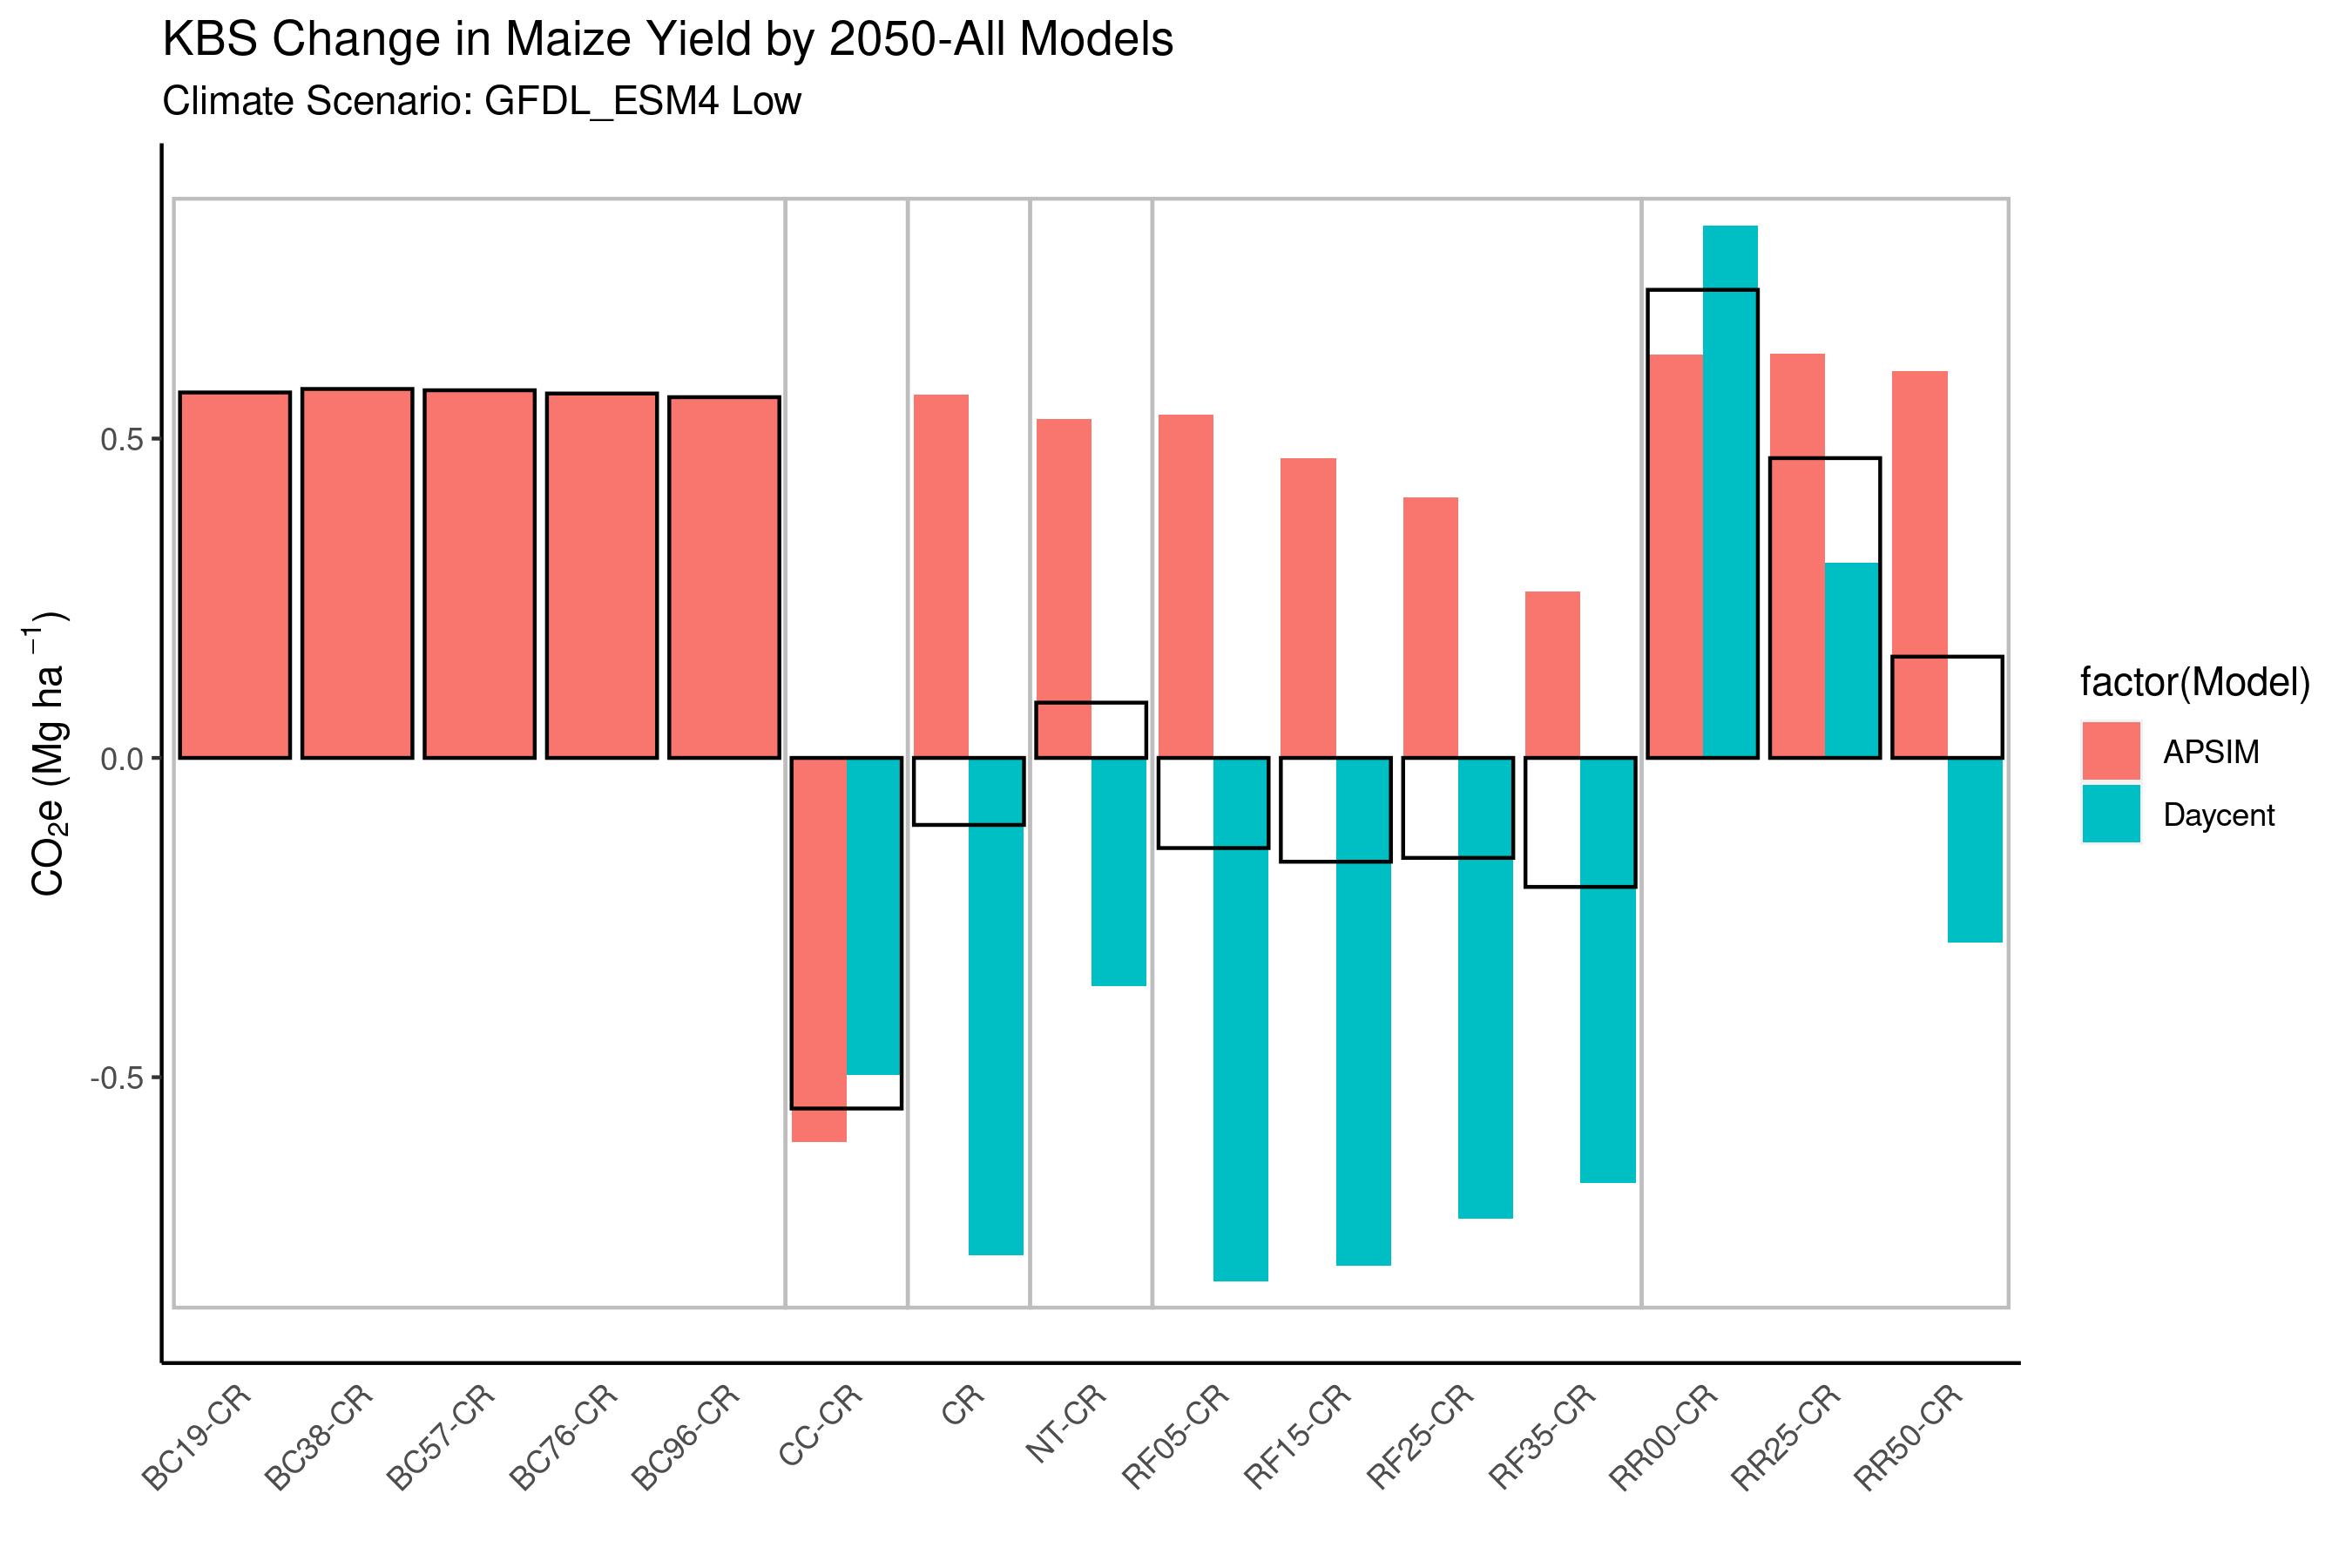 KBS Change in Maize Yield by 2050-All Models
Climate Scenario: GFDL_ESM4 Low
CO₂e (Mg ha ⁻¹)
0.5
0.0
-0.5
BC19-CR
BC38-CR
BC57-CR
BC76-CR
BC96-CR
CC-CR
CR
NT-CR
RF05-CR
RF15-CR
RF25-CR
RF35-CR
RR00-CR
RR25-CR
RR50-CR
factor(Model)
APSIM
Daycent